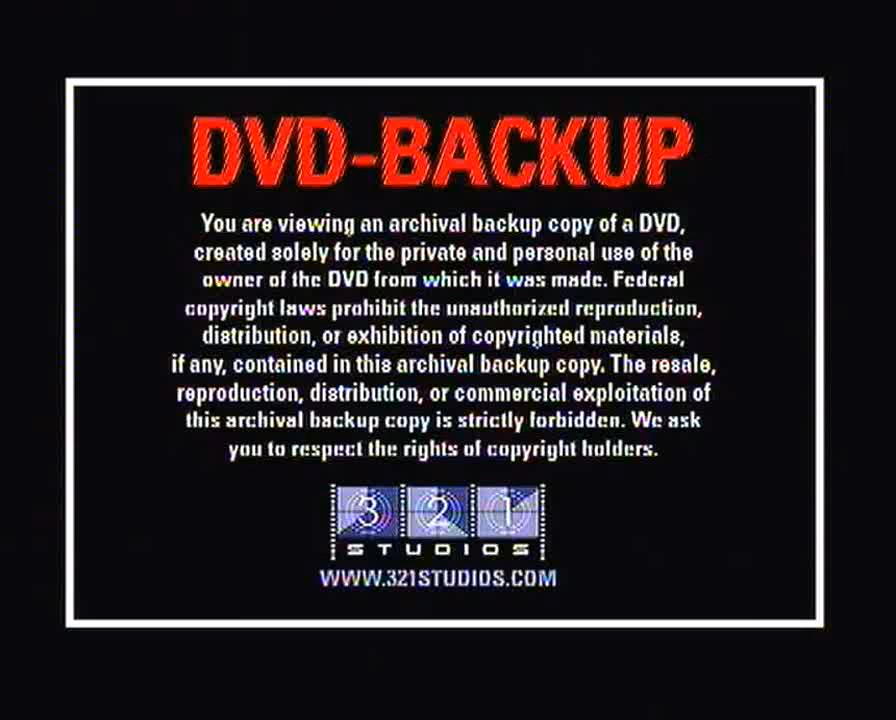 DVD-BACKUP
You are viewing an archival backup copy of a DVD,
created solely for the private and personal use of the
owner of the DVD from which it was made. Federal
copyright laws prohibit the unauthorized reproduction,
distribution, or exhibition of copyrighted materials,
if any, contained in this archival backup copy. The resale,
reproduction, distribution, or commercial exploitation of
this archival backup copy is strictly forbidden. We ask
you to respect the rights of copyright holders.
3 2 1
STUDIOS
WWW.321STUDIOS.COM